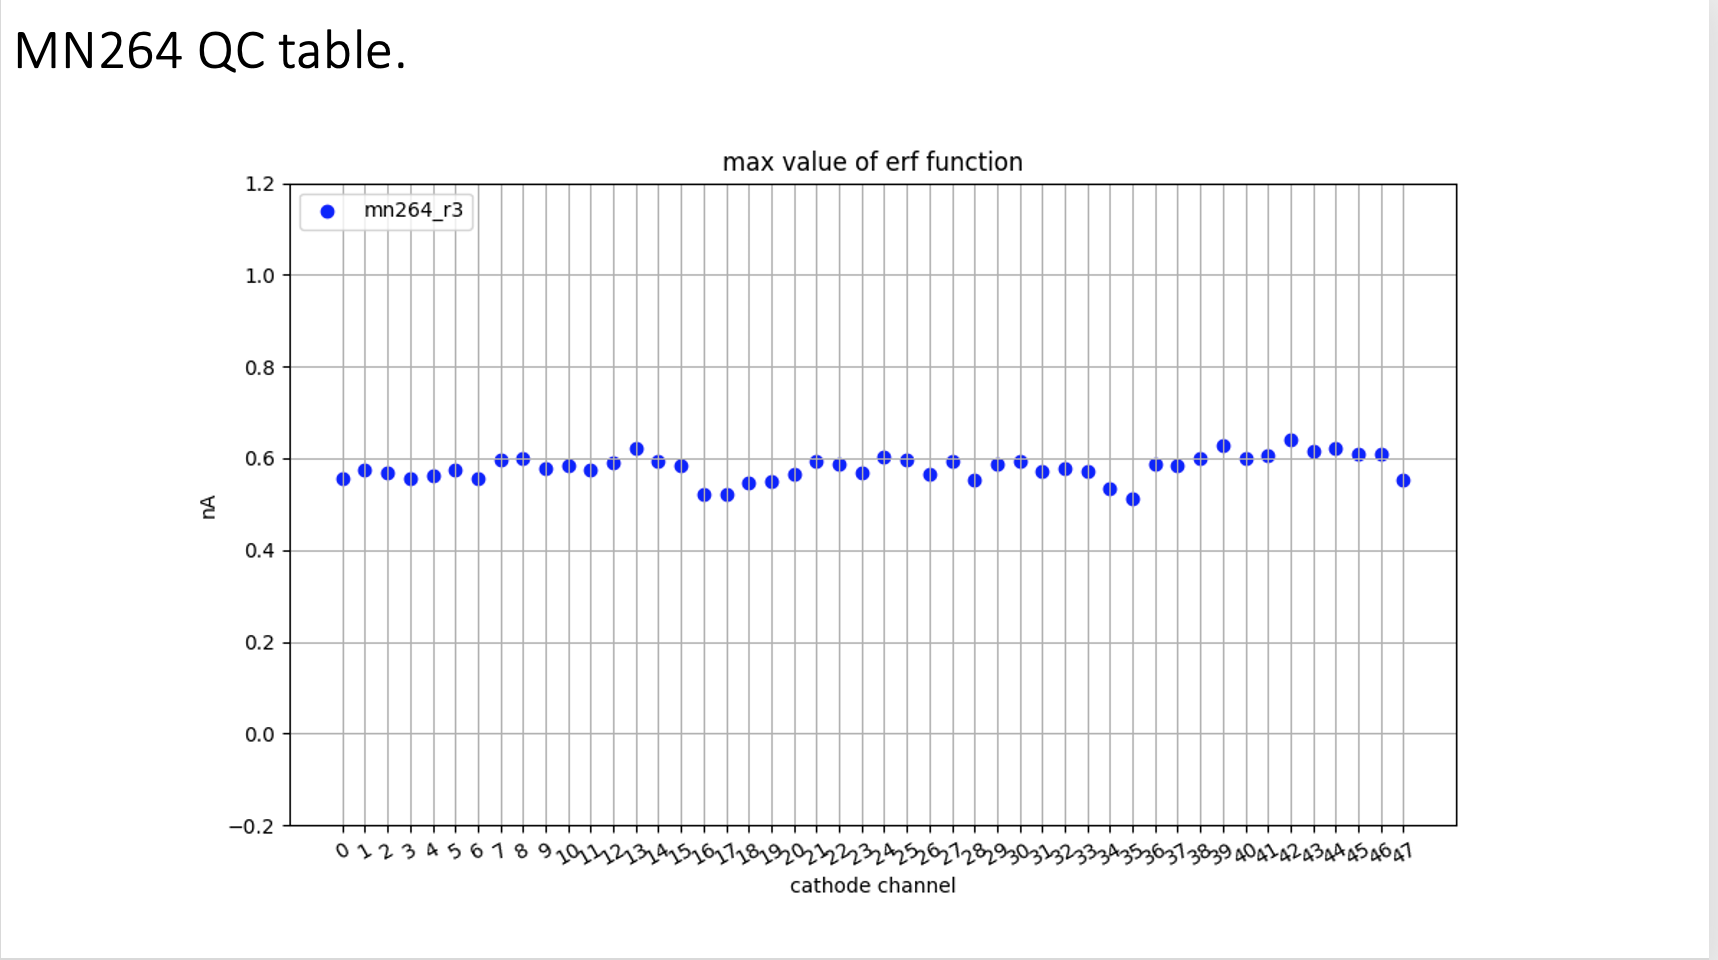 MN264 QC table.
max value of erf function
1.2
mn264_r3
1.0
0.8
0.6
nA
0.4
0.2
0.0
−0.2
0 1 2 3 4 5 6 7 8 9 10 11 12 13 14 15 16 17 18 19 20 21 22 23 24 25 26 27 28 29 30 31 32 33 34 35 36 37 38 39 40 41 42 43 44 45 46 47
cathode channel